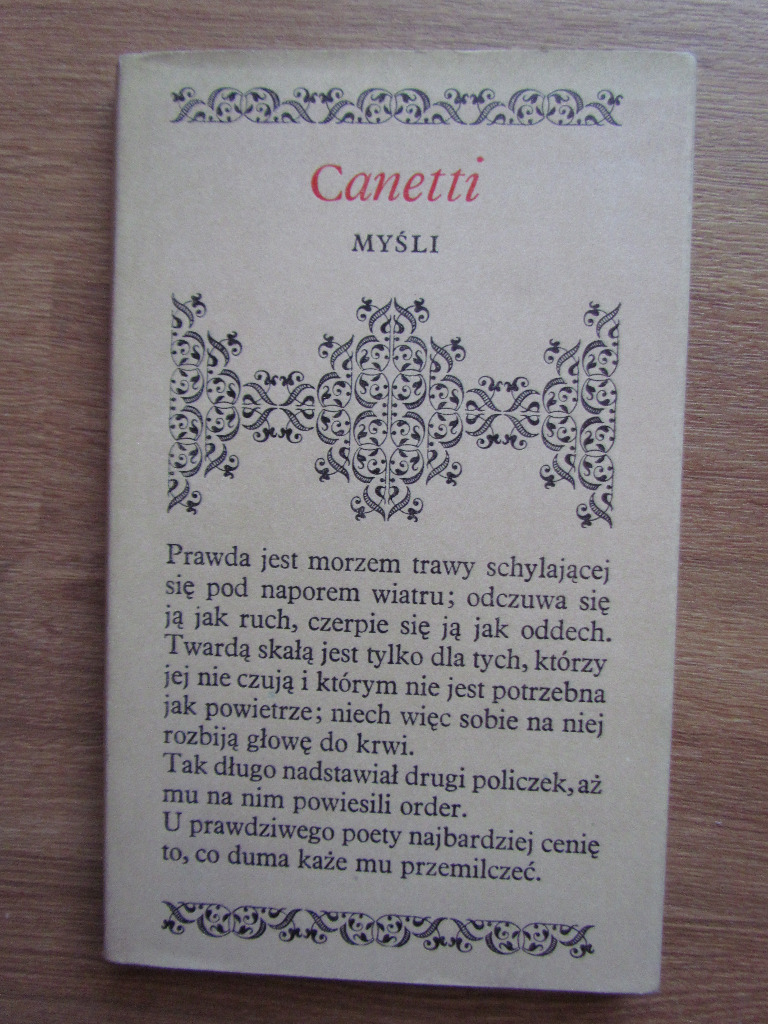 Canetti
MYŚLI
Prawda jest morzem trawy schylającej
się pod naporem wiatru; odczuwa się
ją jak ruch, czerpie się ją jak oddech.
Twardą skałą jest tylko dla tych, którzy
jej nie czują i którym nie jest potrzebna
jak powietrze; niech więc sobie na niej
rozbiją głowę do krwi.
Tak długo nadstawiał drugi policzek, aż
mu na nim powiesili order.
U prawdziwego poety najbardziej cenię
to, co duma każe mu przemilczeć.